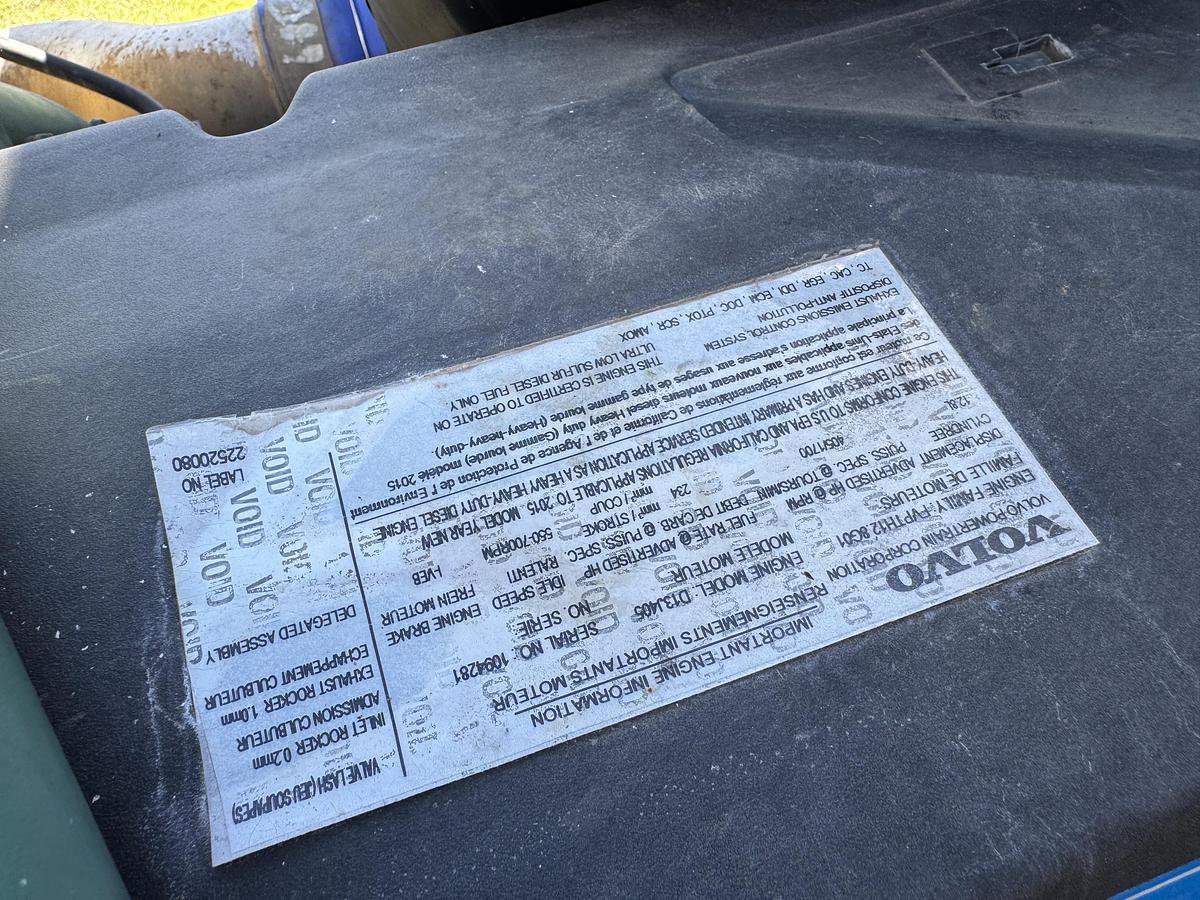 VOLVO
VOLVO POWERTRAIN CORPORATION
IMPORTANT ENGINE INFORMATION
RENSEIGNEMENTS IMPORTANTS MOTEUR
ENGINE FAMILY FVPTH12.8G01
FAMILLE DE MOTEURS
ENGINE MODEL. D13405
MODÈLE MOTEUR
SERIAL NO. 1094281
NO. SERIE
DISPLACEMENT
CYLINDREE
12.8L
ADVERTISED HP @ RPM
PUISS SPEC @ TOURS/MIN
405/1700
FUEL RATE @ ADVERTISED HP
DEBIT DE CARB @ PUISS SPEC
234 mm³ / STROKE
mm³ / COUP
IDLE SPEED
RALENTI
560-700RPM
ENGINE BRAKE
FREIN MOTEUR
VEB
THIS ENGINE CONFORMS TO US EPA AND CALIFORNIA REGULATIONS APPLICABLE TO 2015 MODEL YEAR NEW
HEAVY-DUTY ENGINES AND HAS A PRIMARY INTENDED SERVICE APPLICATION AS A HEAVY HEAVY-DUTY DIESEL ENGINE
Ce moteur est conforme aux réglementations de Californie et de l' Agence de Protection de l' Environment
des Etats-Unis applicables aux nouveaux moteurs diesel Heavy duty (Gamme lourde) modèle 2015
La principale application s'adresse aux usages de type gamme lourde (Heavy-heavy-duty)
EXHAUST EMISSIONS CONTROL SYSTEM
DISPOSITIF ANTI-POLLUTION
TC , CAC , EGR , DDI , ECM , DOC , PTOX , SCR , AMOX
THIS ENGINE IS CERTIFIED TO OPERATE ON
ULTRA LOW SULFUR DIESEL FUEL ONLY
VALVE LASH (JEU SOUPAPES)
INLET ROCKER 0.2mm
ADMISSION CULBUTEUR
EXHAUST ROCKER 1.0mm
ECHAPPEMENT CULBUTEUR
DELEGATED ASSEMBLY
LABEL NO
22520080
VOID
VOID
VOID
VOID